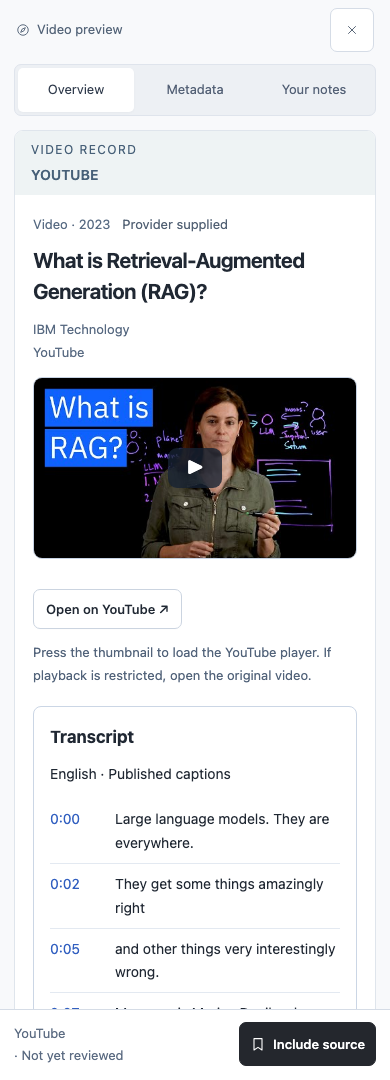 Video preview
Overview
Metadata
Your notes
VIDEO RECORD
YOUTUBE
Video · 2023 Provider supplied
What is Retrieval-Augmented
Generation (RAG)?
IBM Technology
YouTube
What is
RAG?
LLM
Open on YouTube ↗
Press the thumbnail to load the YouTube player. If
playback is restricted, open the original video.
Transcript
English · Published captions
0:00 Large language models. They are
everywhere.
0:02 They get some things amazingly
right
0:05 and other things very interestingly
wrong.
YouTube
· Not yet reviewed
Include source